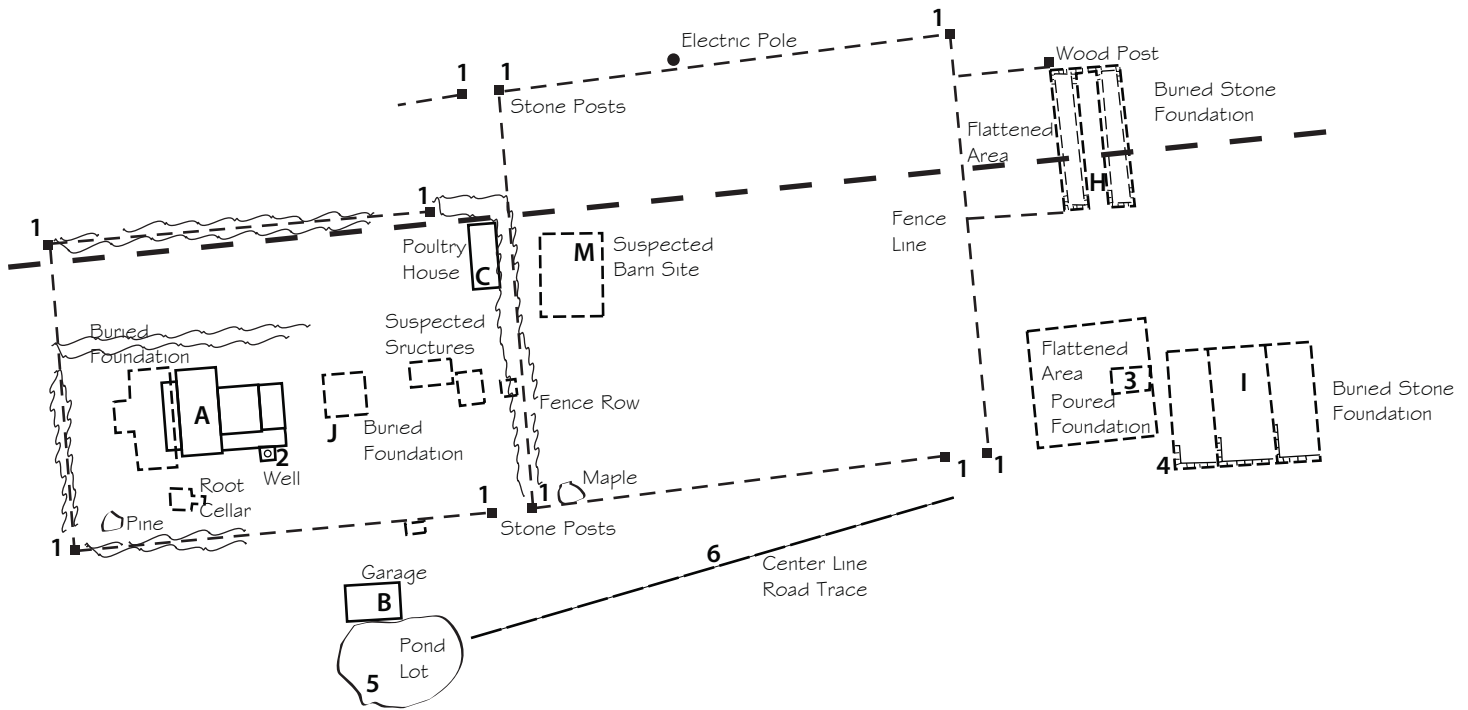 1
Electric Pole
1
1
Stone Posts
Wood Post
Buried Stone
Foundation
Flattened
Area
H
1
1
Poultry
House
C
M
Suspected
Barn Site
Fence
Line
Buried
Foundation
Suspected
Sructures
A
J
Buried
Foundation
Fence Row
2
Well
Root
Cellar
Pine
1
1
Stone Posts
1
Maple
1
1
Flattened
Area
3
Poured
Foundation
I
4
Buried Stone
Foundation
6
Center Line
Road Trace
Garage
B
Pond
Lot
5